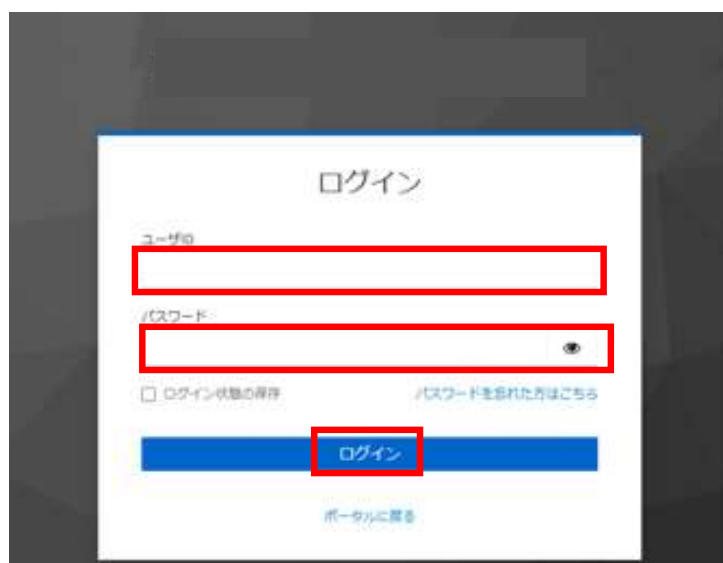 ログイン
ユーザID
パスワード
ログイン状態の保存
パスワードを忘れた方はこちら
ログイン
ポータルに戻る